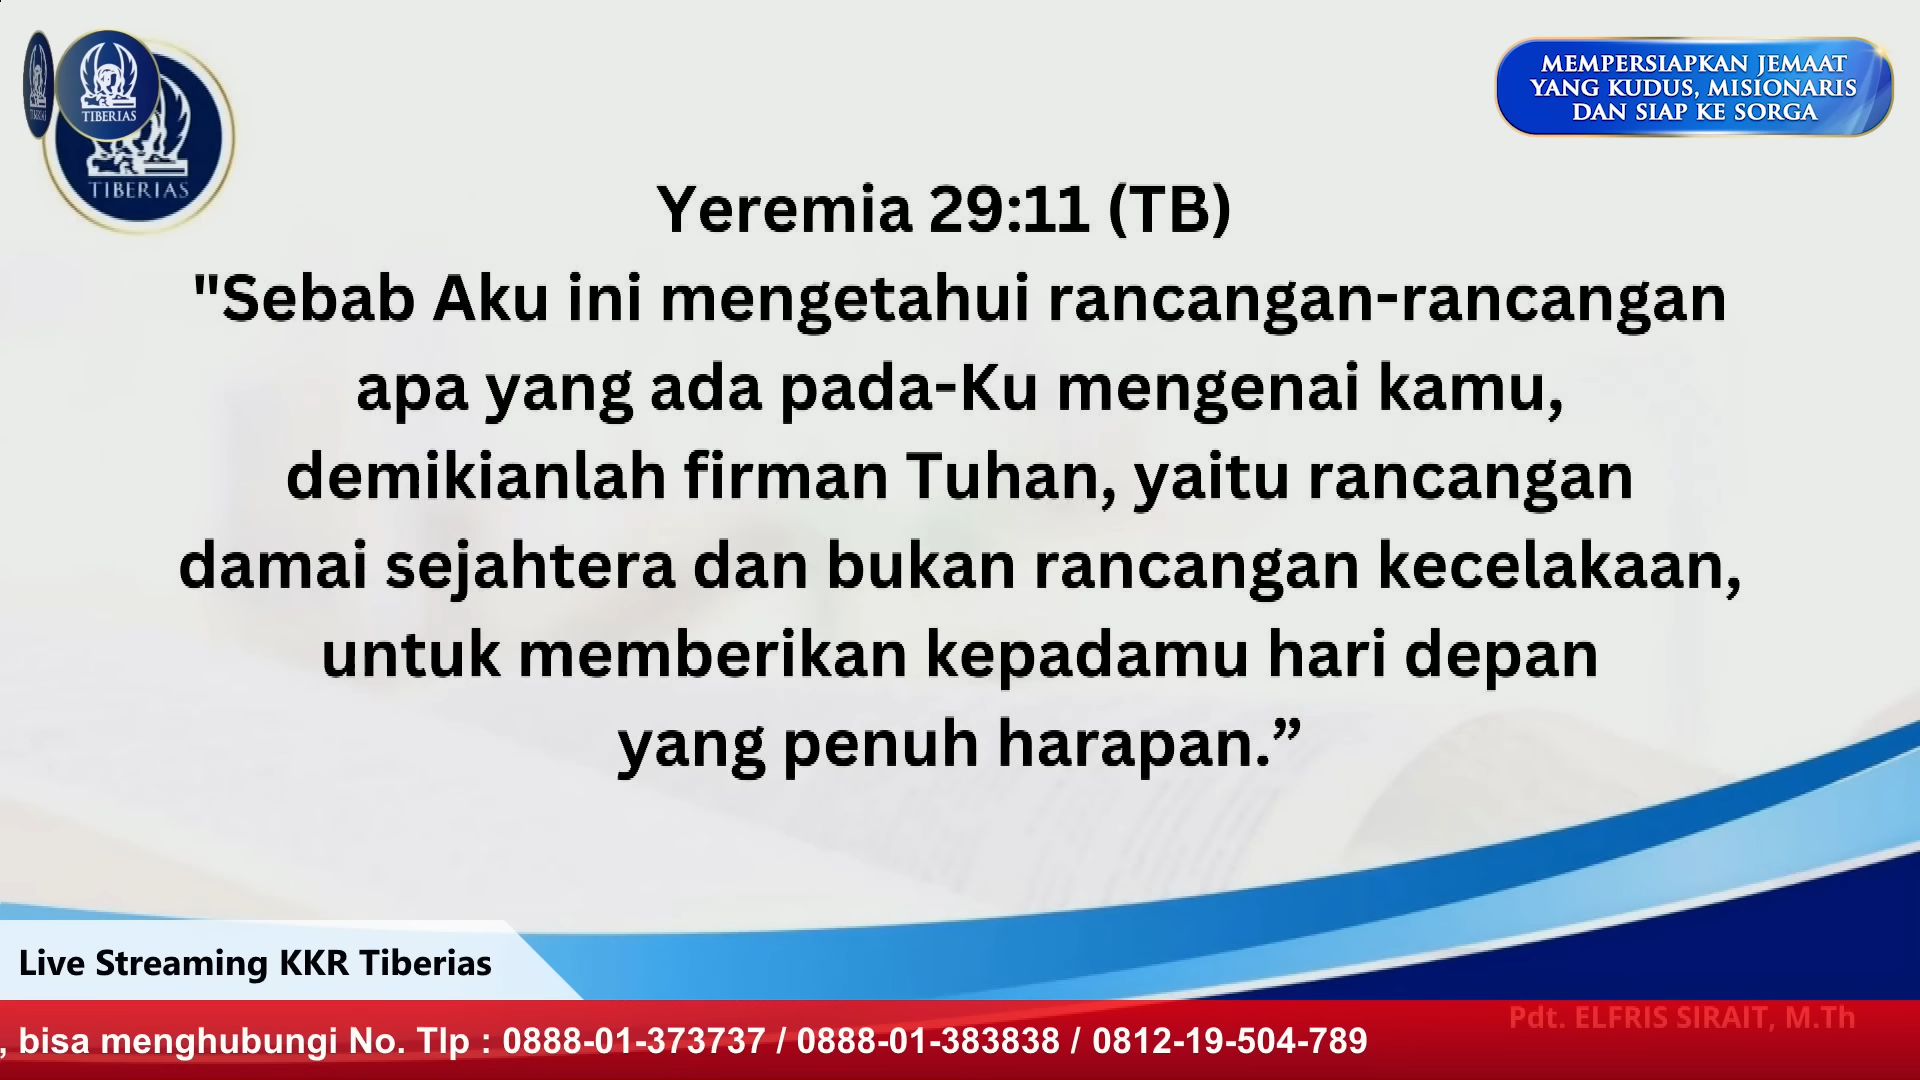 TIBERIAS
TIBERIAS
MEMPERSIAPKAN JEMAAT
YANG KUDUS, MISIONARIS
DAN SIAP KE SORGA
Yeremia 29:11 (TB)
"Sebab Aku ini mengetahui rancangan-rancangan
apa yang ada pada-Ku mengenai kamu,
demikianlah firman Tuhan, yaitu rancangan
damai sejahtera dan bukan rancangan kecelakaan,
untuk memberikan kepadamu hari depan
yang penuh harapan.”
Live Streaming KKR Tiberias
Pdt. ELFRIS SIRAIT, M.Th
, bisa menghubungi No. Tlp : 0888-01-373737 / 0888-01-383838 / 0812-19-504-789